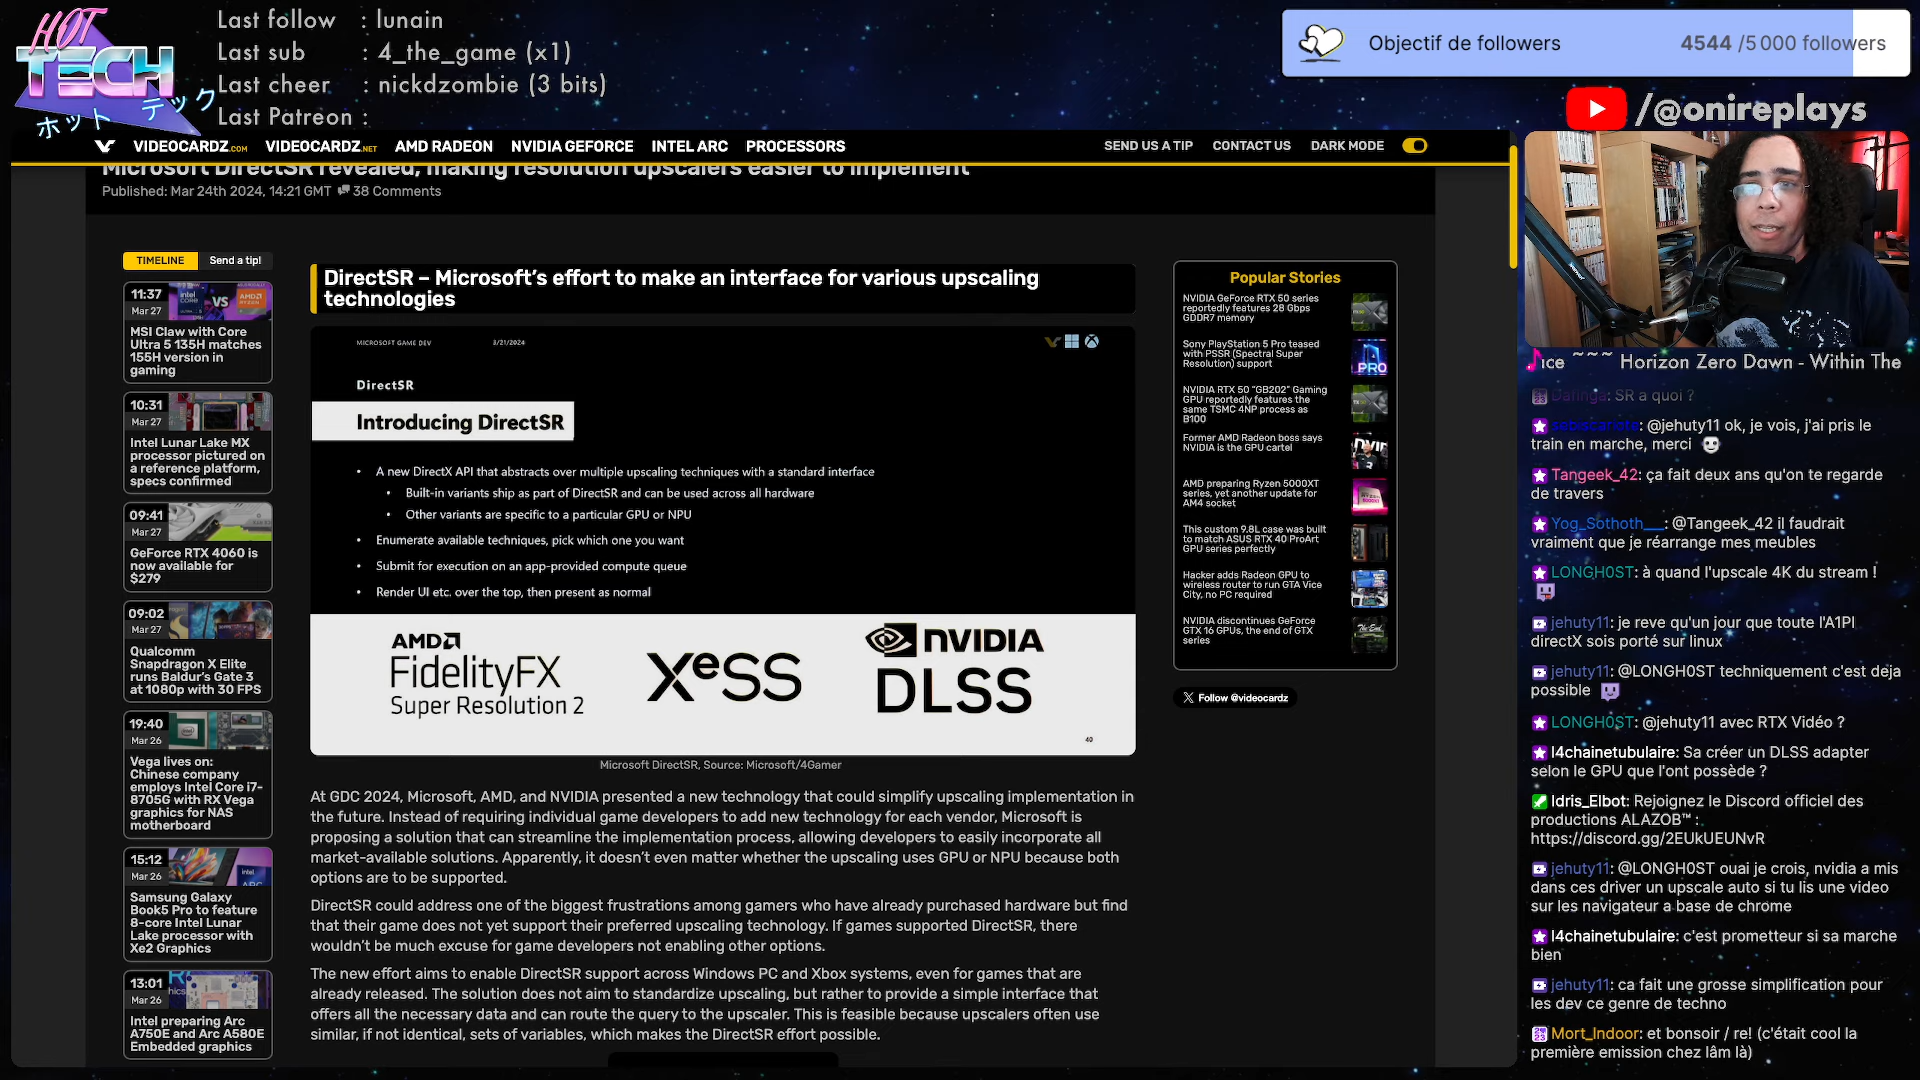 HOT
TECH
ホット テック
Last follow : lunain
Last sub : 4_the_game (x1)
Last cheer : nickdzombie (3 bits)
Last Patreon :
Objectif de followers 4544 /5 000 followers
/@onireplays
VIDEOCARDZ.COM VIDEOCARDZ.NET AMD RADEON NVIDIA GEFORCE INTEL ARC PROCESSORS SEND US A TIP CONTACT US DARK MODE
Microsoft DirectSR revealed, making resolution upscalers easier to implement
Published: Mar 24th 2024, 14:21 GMT 38 Comments
TIMELINE Send a tip!
11:37
Mar 27
MSI Claw with Core
Ultra 5 135H matches
155H version in
gaming
10:31
Mar 27
Intel Lunar Lake MX
processor pictured on
a reference platform,
specs confirmed
09:41
Mar 27
GeForce RTX 4060 is
now available for
$279
09:02
Mar 27
Qualcomm
Snapdragon X Elite
runs Baldur's Gate 3
at 1080p with 30 FPS
19:40
Mar 26
Vega lives on:
Chinese company
employs Intel Core i7-
8705G with RX Vega
graphics for NAS
motherboard
15:12
Mar 26
Samsung Galaxy
Book5 Pro to feature
8-core Intel Lunar
Lake processor with
Xe2 Graphics
13:01
Mar 26
Intel preparing Arc
A750E and Arc A580E
Embedded graphics
DirectSR – Microsoft's effort to make an interface for various upscaling
technologies
MICROSOFT GAME DEV 3/21/2024
DirectSR
Introducing DirectSR
• A new DirectX API that abstracts over multiple upscaling techniques with a standard interface
• Built-in variants ship as part of DirectSR and can be used across all hardware
• Other variants are specific to a particular GPU or NPU
• Enumerate available techniques, pick which one you want
• Submit for execution on an app-provided compute queue
• Render UI etc. over the top, then present as normal
AMD
FidelityFX
Super Resolution 2
XeSS
NVIDIA
DLSS
40
Microsoft DirectSR, Source: Microsoft/4Gamer
At GDC 2024, Microsoft, AMD, and NVIDIA presented a new technology that could simplify upscaling implementation in
the future. Instead of requiring individual game developers to add new technology for each vendor, Microsoft is
proposing a solution that can streamline the implementation process, allowing developers to easily incorporate all
market-available solutions. Apparently, it doesn't even matter whether the upscaling uses GPU or NPU because both
options are to be supported.
DirectSR could address one of the biggest frustrations among gamers who have already purchased hardware but find
that their game does not yet support their preferred upscaling technology. If games supported DirectSR, there
wouldn't be much excuse for game developers not enabling other options.
The new effort aims to enable DirectSR support across Windows PC and Xbox systems, even for games that are
already released. The solution does not aim to standardize upscaling, but rather to provide a simple interface that
offers all the necessary data and can route the query to the upscaler. This is feasible because upscalers often use
similar, if not identical, sets of variables, which makes the DirectSR effort possible.
Popular Stories
NVIDIA GeForce RTX 50 series
reportedly features 28 Gbps
GDDR7 memory
Sony PlayStation 5 Pro teased
with PSSR (Spectral Super
Resolution) support
NVIDIA RTX 50 "GB202" Gaming
GPU reportedly features the
same TSMC 4NP process as
B100
Former AMD Radeon boss says
NVIDIA is the GPU cartel
AMD preparing Ryzen 5000XT
series, yet another update for
AM4 socket
This custom 9.8L case was built
to match ASUS RTX 40 ProArt
GPU series perfectly
Hacker adds Radeon GPU to
wireless router to run GTA Vice
City, no PC required
NVIDIA discontinues GeForce
GTX 16 GPUs, the end of GTX
series
Follow @videocardz
ice ~~~ Horizon Zero Dawn - Within The
SR a quoi ?
@jehuty11 ok, je vois, j'ai pris le
train en marche, merci
Tangeek_42: ça fait deux ans qu'on te regarde
de travers
Yog_Sothoth__: @Tangeek_42 il faudrait
vraiment que je réarrange mes meubles
LONGH0ST: à quand l'upscale 4K du stream !
jehuty11: je reve qu'un jour que toute l'A1PI
directX sois porté sur linux
jehuty11: @LONGH0ST techniquement c'est deja
possible
LONGH0ST: @jehuty11 avec RTX Vidéo ?
l4chainetubulaire: Sa créer un DLSS adapter
selon le GPU que l'ont possède ?
Idris_Elbot: Rejoignez le Discord officiel des
productions ALAZOB™ :
https://discord.gg/2EUkUEUNvR
jehuty11: @LONGH0ST ouai je crois, nvidia a mis
dans ces driver un upscale auto si tu lis une video
sur les navigateur a base de chrome
l4chainetubulaire: c'est prometteur si sa marche
bien
jehuty11: ca fait une grosse simplification pour
les dev ce genre de techno
Mort_Indoor: et bonsoir / re! (c'était cool la
première emission chez lâm là)